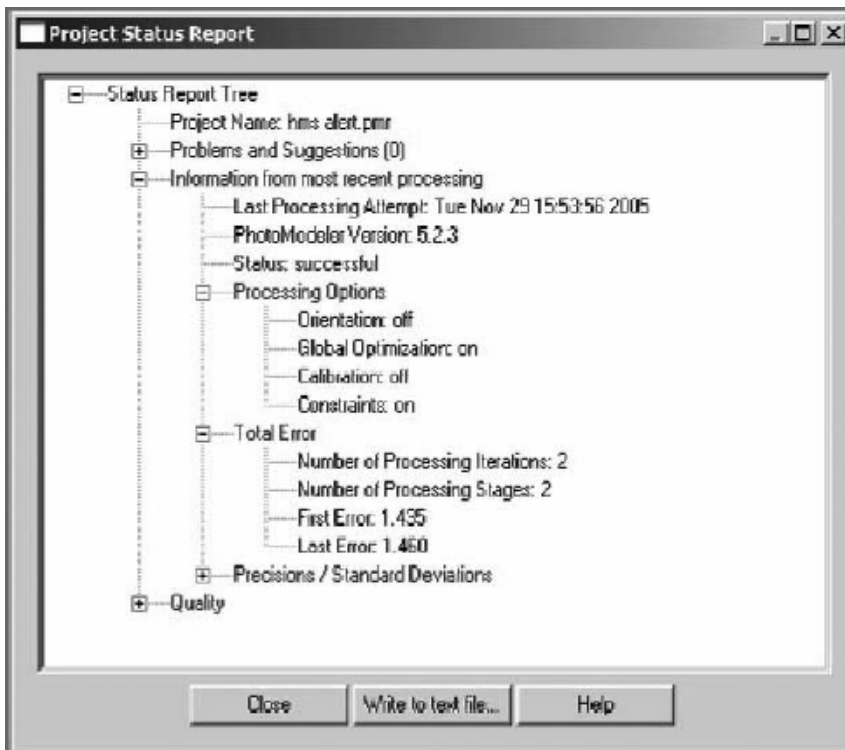 Project Status Report
Status Report Tree
Project Name: hms alert.pmr
Problems and Suggestions (0)
Information from most recent processing
Last Processing Attempt: Tue Nov 29 15:53:56 2005
PhotoModeler Version: 5.2.3
Status: successful
Processing Options
Orientation: off
Global Optimization: on
Calibration: off
Constraints: on
Total Error
Number of Processing Iterations: 2
Number of Processing Stages: 2
First Error: 1.435
Last Error: 1.460
Precisions / Standard Deviations
Quality
Close
Write to text file...
Help